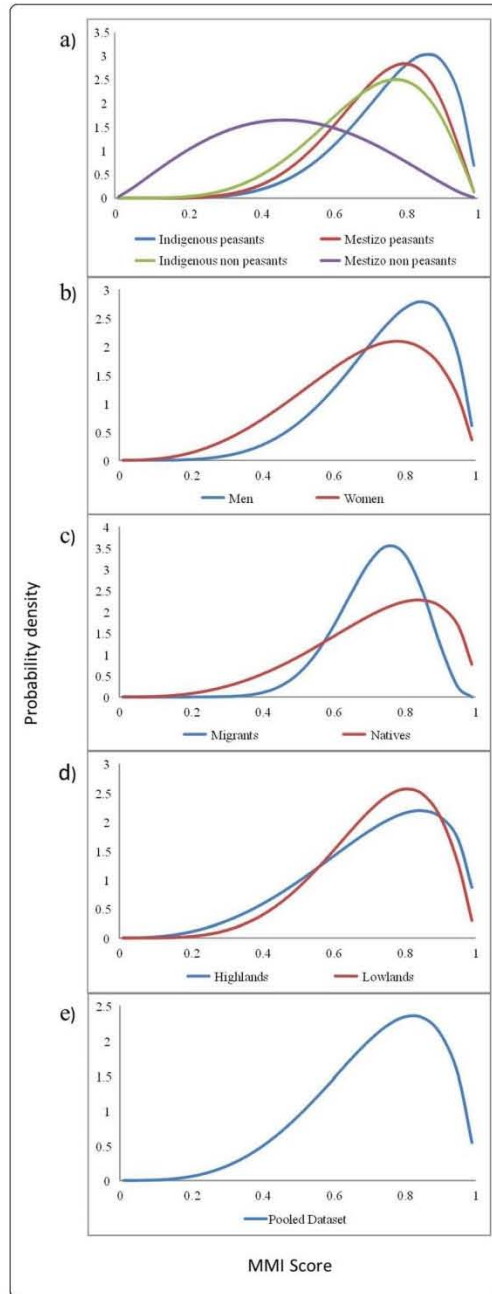 a)
3.5
3
2.5
2
1.5
1
0.5
0
0 0.2 0.4 0.6 0.8 1
Indigenous peasants Mestizo peasants
Indigenous non peasants Mestizo non peasants
b)
3
2.5
2
1.5
1
0.5
0
0 0.2 0.4 0.6 0.8 1
Men Women
Probability density
c)
4
3.5
3
2.5
2
1.5
1
0.5
0
0 0.2 0.4 0.6 0.8 1
Migrants Natives
d)
3
2.5
2
1.5
1
0.5
0
0 0.2 0.4 0.6 0.8 1
Highlands Lowlands
e)
2.5
2
1.5
1
0.5
0
0 0.2 0.4 0.6 0.8 1
Pooled Dataset
MMI Score